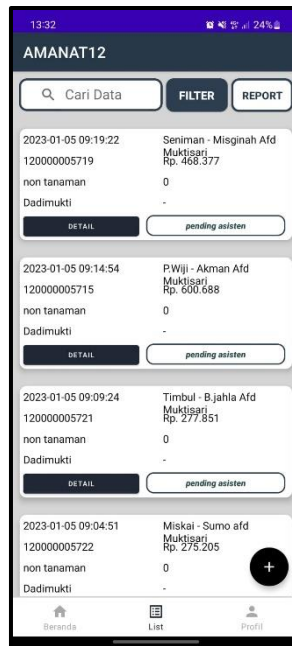 13:32 24%
AMANAT12
Cari Data FILTER REPORT
2023-01-05 09:19:22 Seniman - Misginah Afd Muktisari
120000005719 Rp. 468.377
non tanaman 0
Dadimukti -
DETAIL pending asisten
2023-01-05 09:14:54 P.Wiji - Akman Afd Muktisari
120000005715 Rp. 600.688
non tanaman 0
Dadimukti -
DETAIL pending asisten
2023-01-05 09:09:24 Timbul - B.jahla Afd Muktisari
120000005721 Rp. 277.851
non tanaman 0
Dadimukti -
DETAIL pending asisten
2023-01-05 09:04:51 Miskai - Sumo afd Muktisari
120000005722 Rp. 275.205
non tanaman 0
Dadimukti -
+
Beranda List Profil